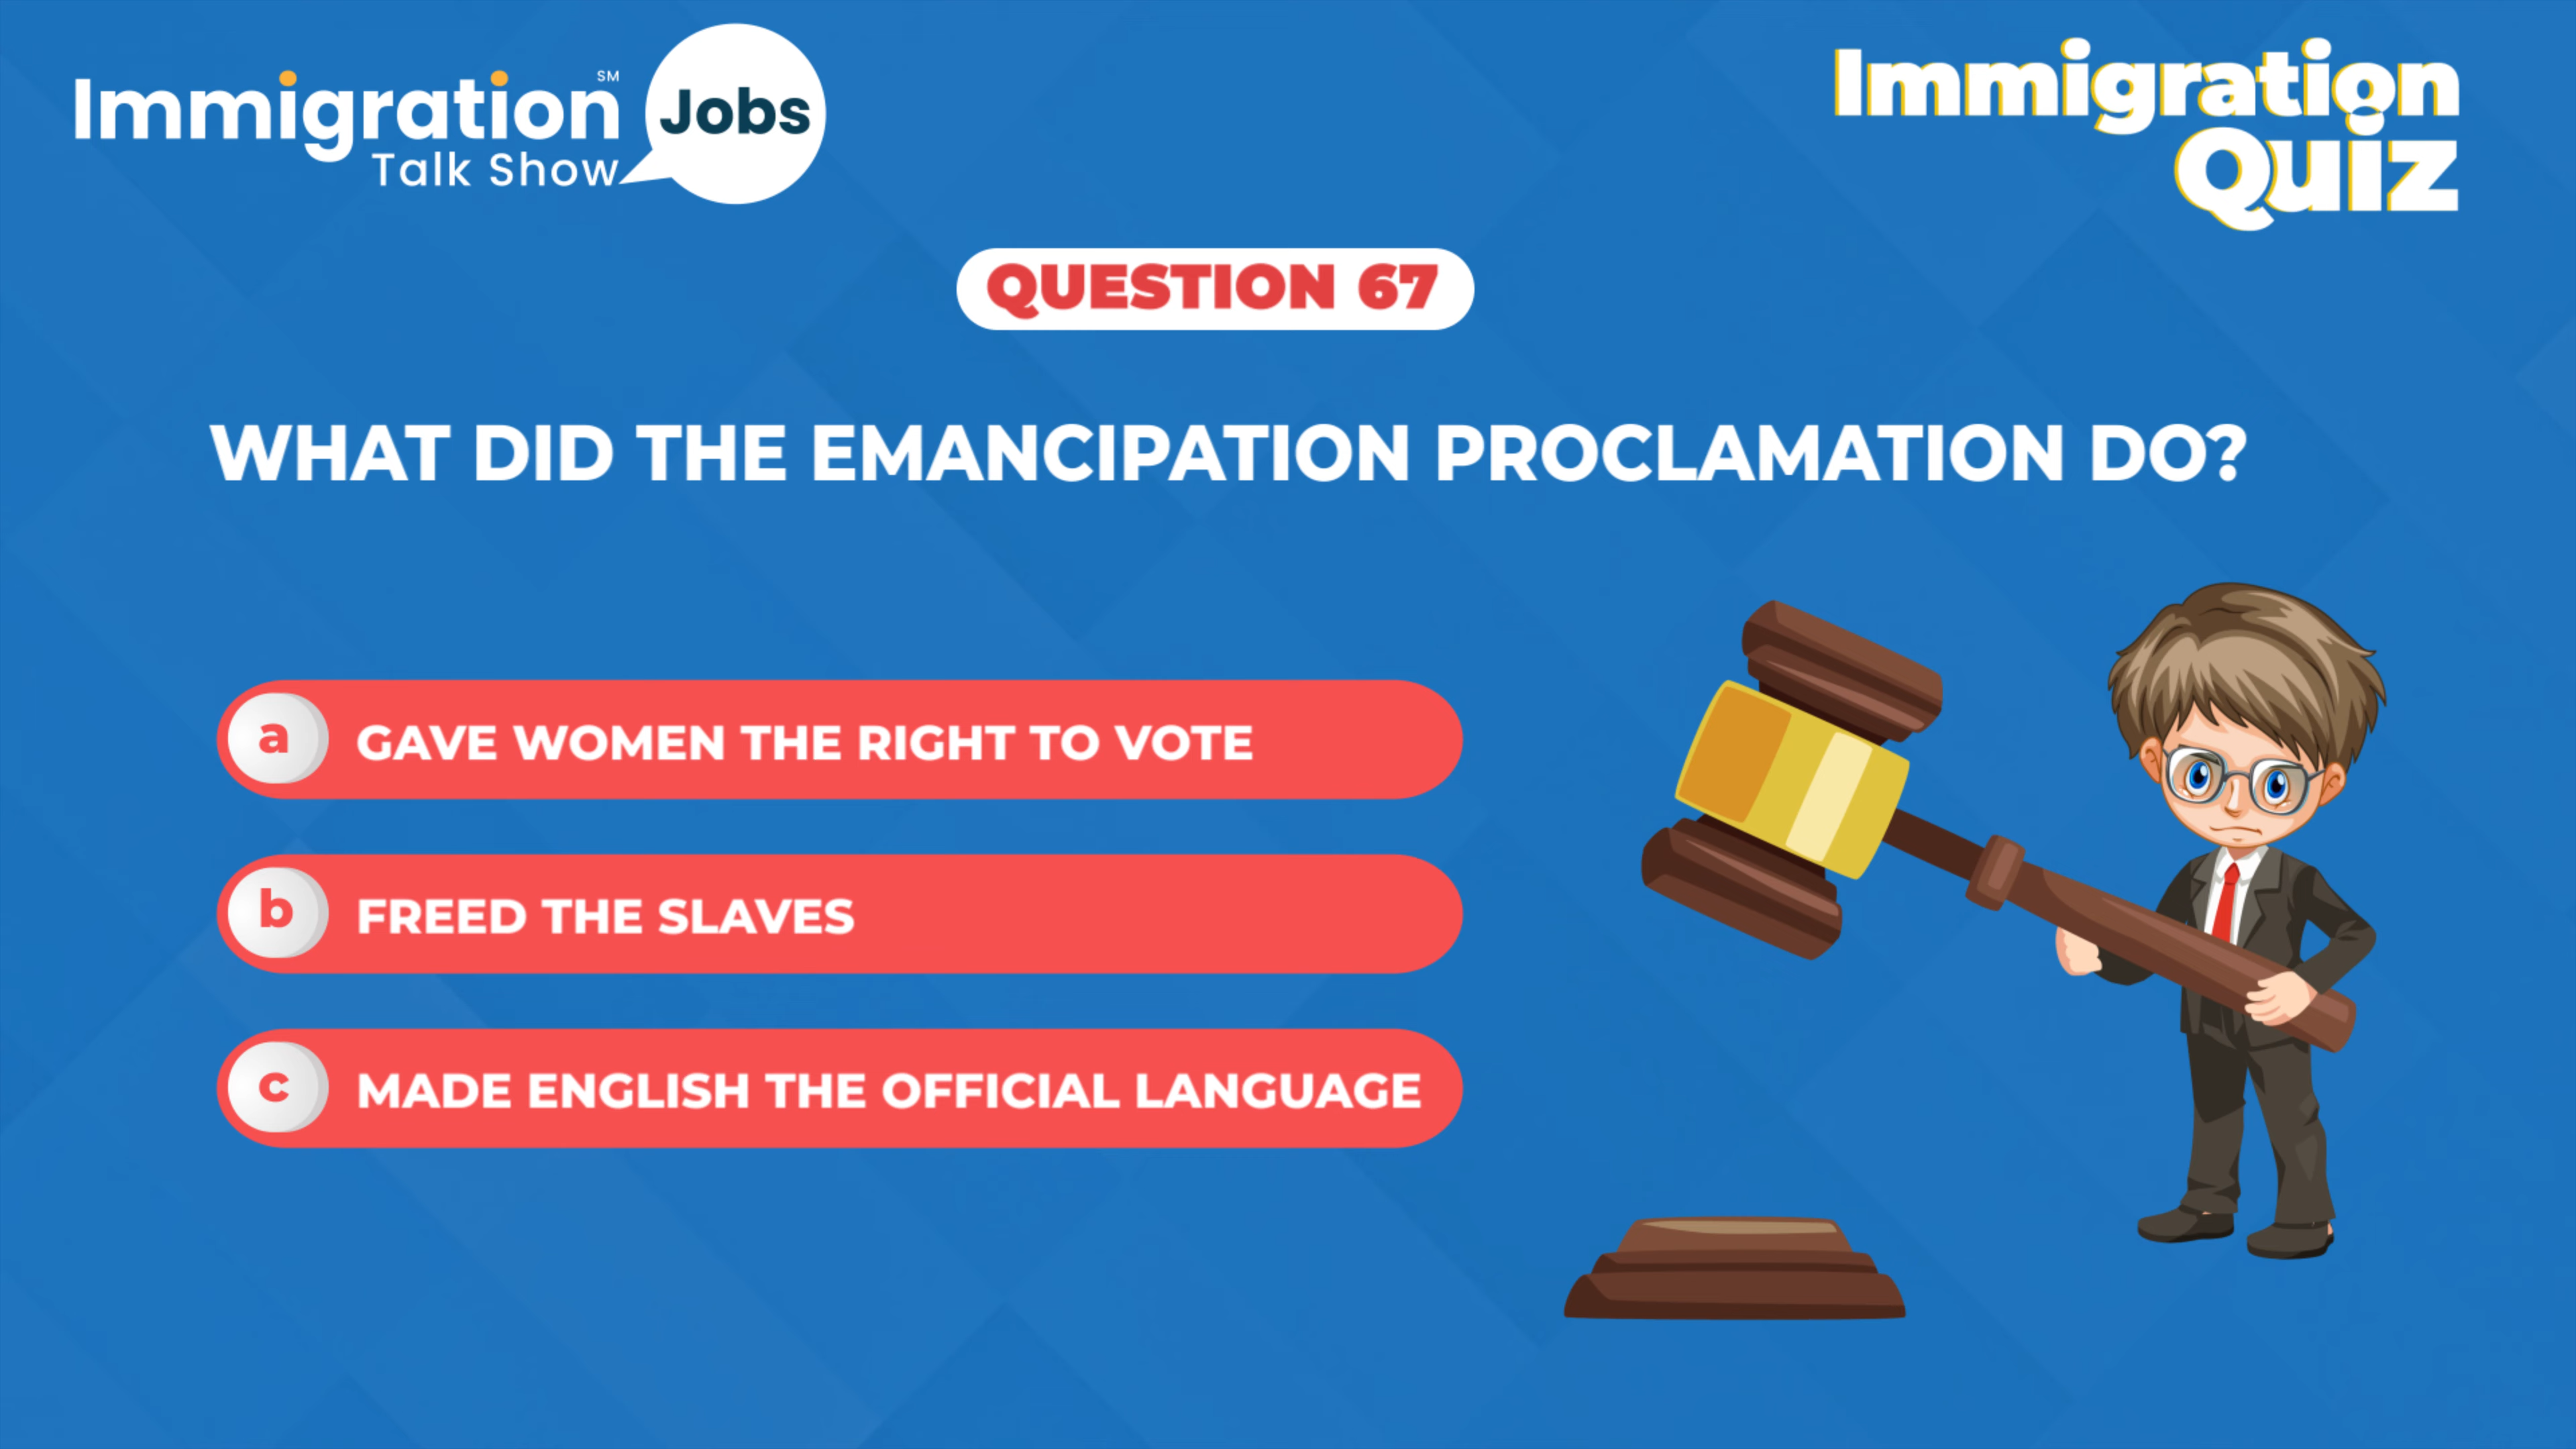 Immigration SM
Talk Show
Jobs
Immigration
Quiz
QUESTION 67
WHAT DID THE EMANCIPATION PROCLAMATION DO?
a GAVE WOMEN THE RIGHT TO VOTE
b FREED THE SLAVES
c MADE ENGLISH THE OFFICIAL LANGUAGE